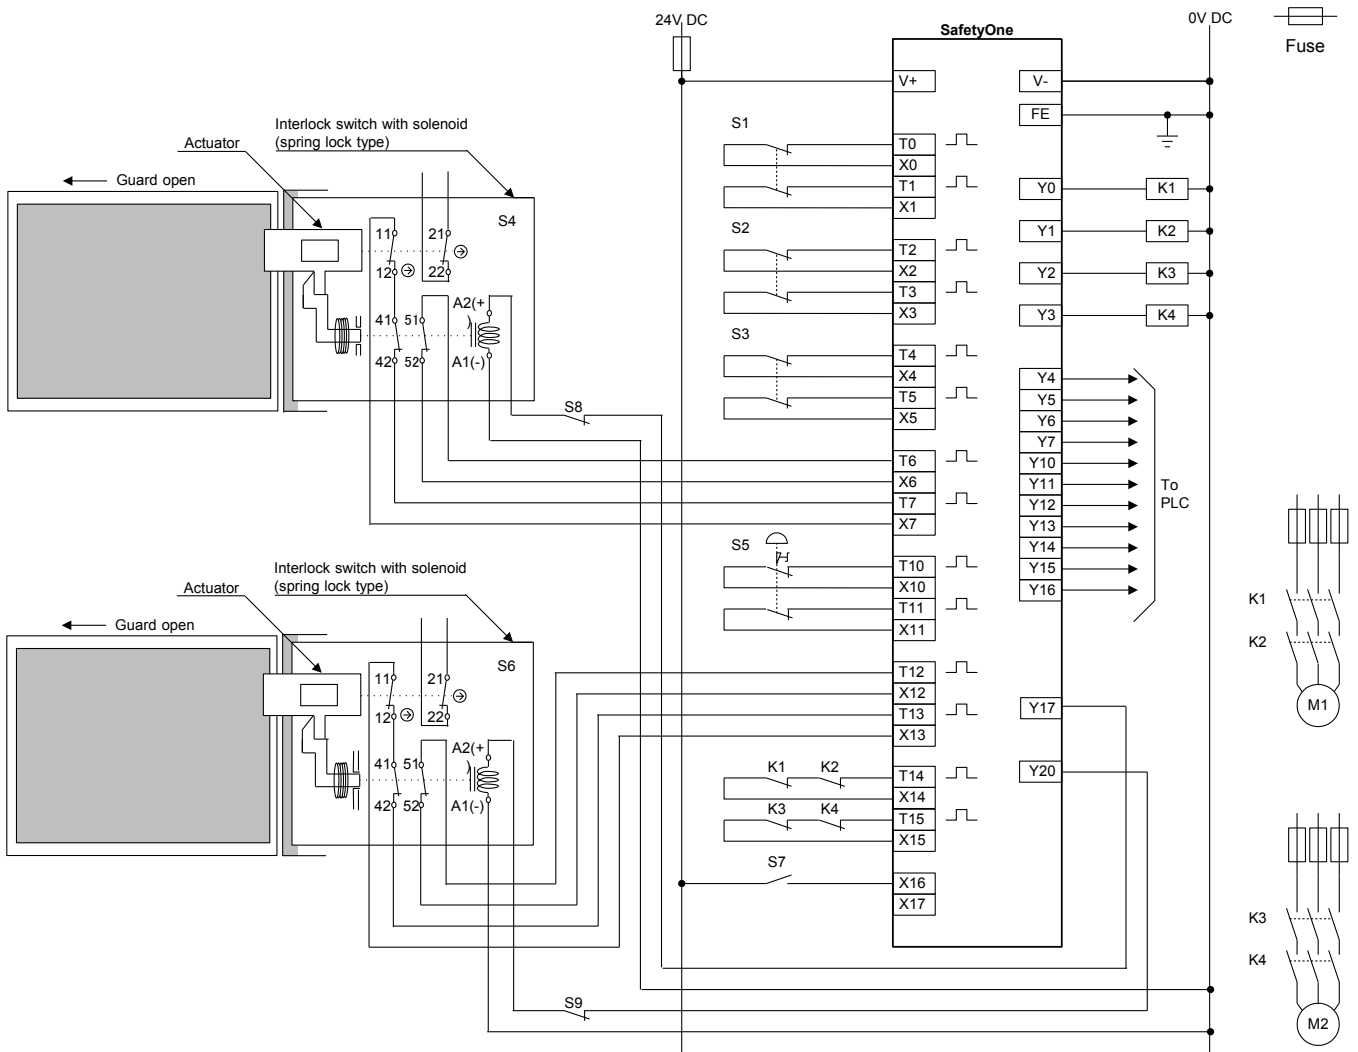 24V DC
0V DC
SafetyOne
Fuse
V+
V-
FE
S1
T0
X0
T1
X1
Y0
K1
Y1
K2
S2
T2
X2
T3
X3
Y2
K3
Y3
K4
S3
T4
X4
T5
X5
Y4
Y5
Y6
Y7
Y10
Y11
Y12
Y13
Y14
Y15
Y16
To
PLC
T6
X6
T7
X7
Interlock switch with solenoid
(spring lock type)
Actuator
Guard open
S4
11
21
12
22
41
51
A2(+
)
42
52
A1(-)
S8
S5
T10
X10
T11
X11
Interlock switch with solenoid
(spring lock type)
Actuator
Guard open
S6
11
21
12
22
41
51
A2(+
)
42
52
A1(-)
T12
X12
T13
X13
Y17
Y20
K1
K2
T14
X14
K3
K4
T15
X15
S7
X16
X17
S9
K1
K2
M1
K3
K4
M2